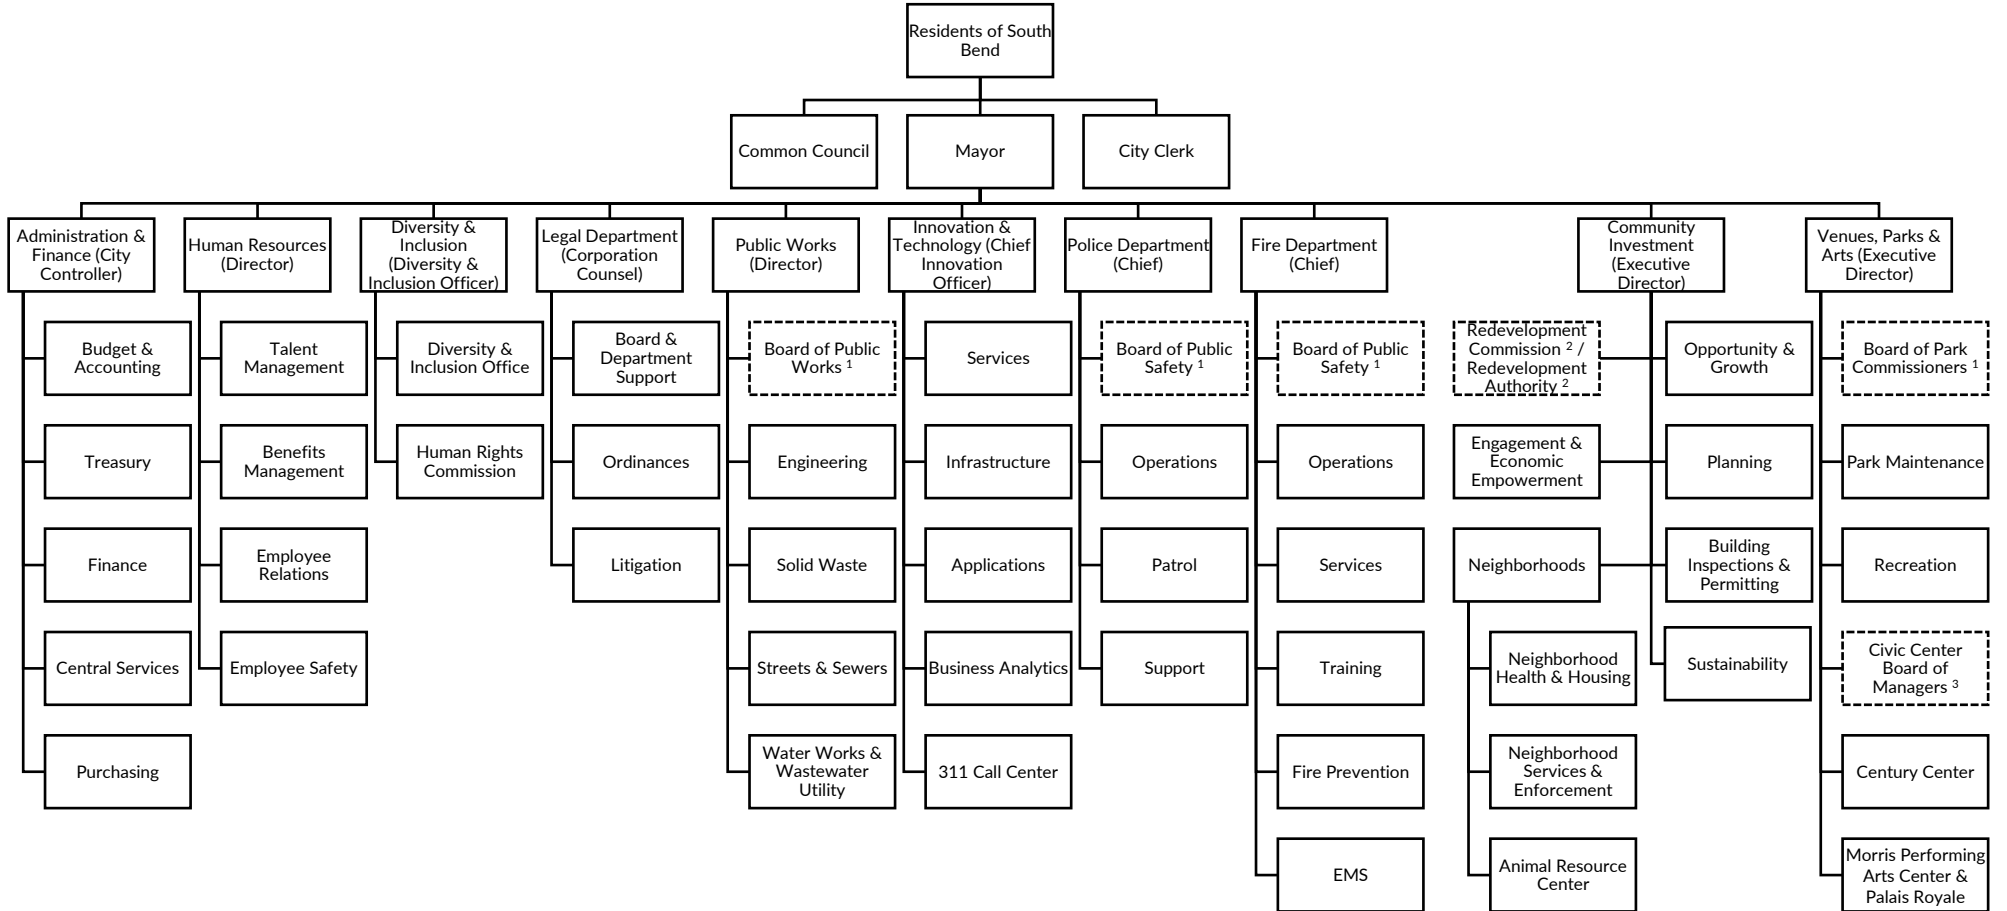 Residents of South
Bend
Common Council
Mayor
City Clerk
Administration &
Finance (City
Controller)
Human Resources
(Director)
Diversity &
Inclusion
(Diversity &
Inclusion Officer)
Legal Department
(Corporation
Counsel)
Public Works
(Director)
Innovation &
Technology (Chief
Innovation
Officer)
Police Department
(Chief)
Fire Department
(Chief)
Community
Investment
(Executive
Director)
Venues, Parks &
Arts (Executive
Director)
Budget &
Accounting
Treasury
Finance
Central Services
Purchasing
Talent
Management
Benefits
Management
Employee
Relations
Employee Safety
Diversity &
Inclusion Office
Human Rights
Commission
Board &
Department
Support
Ordinances
Litigation
Board of Public
Works ¹
Engineering
Solid Waste
Streets & Sewers
Water Works &
Wastewater
Utility
Services
Infrastructure
Applications
Business Analytics
311 Call Center
Board of Public
Safety ¹
Operations
Patrol
Support
Board of Public
Safety ¹
Operations
Services
Training
Fire Prevention
EMS
Redevelopment
Commission ² /
Redevelopment
Authority ²
Engagement &
Economic
Empowerment
Neighborhoods
Neighborhood
Health & Housing
Neighborhood
Services &
Enforcement
Animal Resource
Center
Opportunity &
Growth
Planning
Building
Inspections &
Permitting
Sustainability
Board of Park
Commissioners ¹
Park Maintenance
Recreation
Civic Center
Board of
Managers ³
Century Center
Morris Performing
Arts Center &
Palais Royale